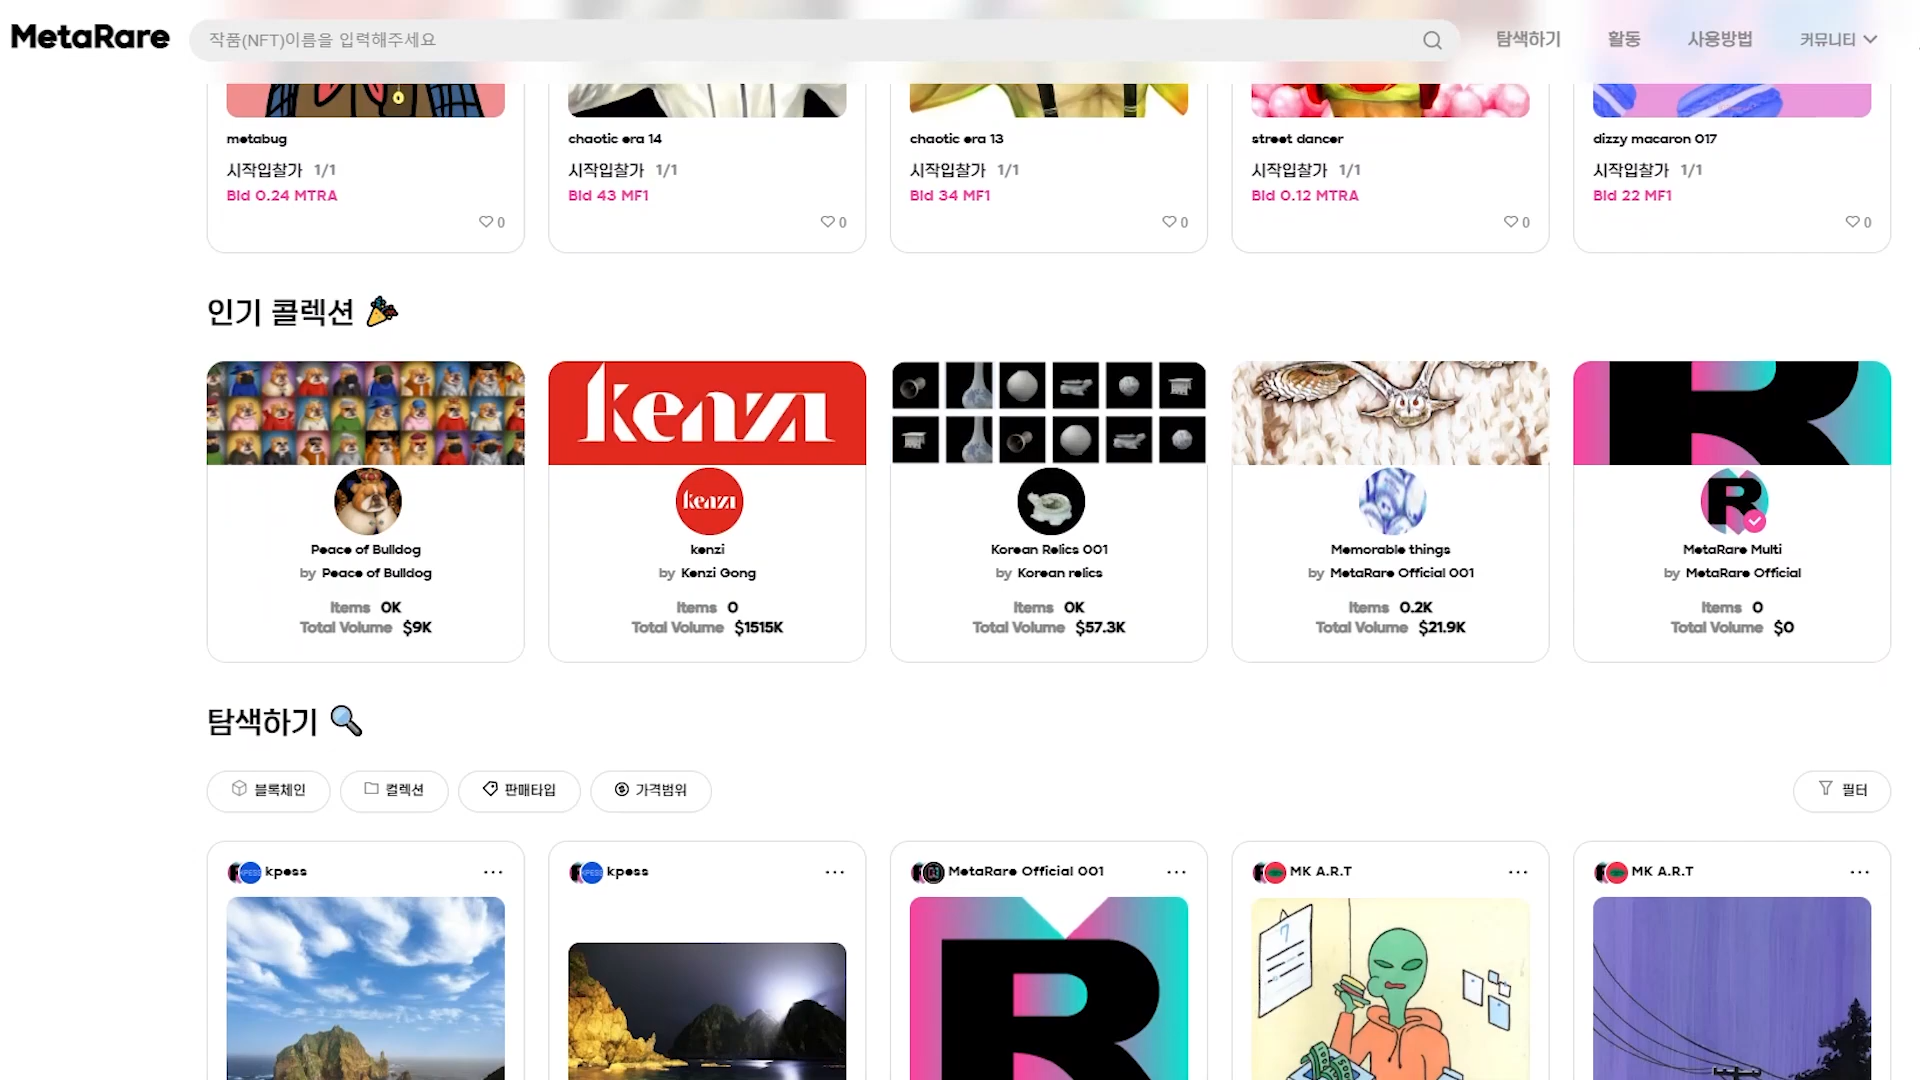 MetaRare
작품(NFT)이름을 입력해주세요
탐색하기 활동 사용방법 커뮤니티
metabug
시작입찰가 1/1
Bid 0.24 MTRA
0
chaotic era 14
시작입찰가 1/1
Bid 43 MF1
0
chaotic era 13
시작입찰가 1/1
Bid 34 MF1
0
street dancer
시작입찰가 1/1
Bid 0.12 MTRA
0
dizzy macaron 017
시작입찰가 1/1
Bid 22 MF1
0
인기 콜렉션
Peace of Bulldog
by Peace of Bulldog
Items 0K
Total Volume $9K
kenzi
kenzi
kenzi
by Kenzi Gong
Items 0
Total Volume $1515K
Korean Relics 001
by Korean relics
Items 0K
Total Volume $57.3K
Memorable things
by MetaRare Official 001
Items 0.2K
Total Volume $21.9K
R
R
MetaRare Multi
by MetaRare Official
Items 0
Total Volume $0
탐색하기
블록체인 컬렉션 판매타입 가격범위 필터
KPESS kpess ...
KPESS kpess ...
MetaRare Official 001 ...
R
MK A.R.T ...
7
MK A.R.T ...